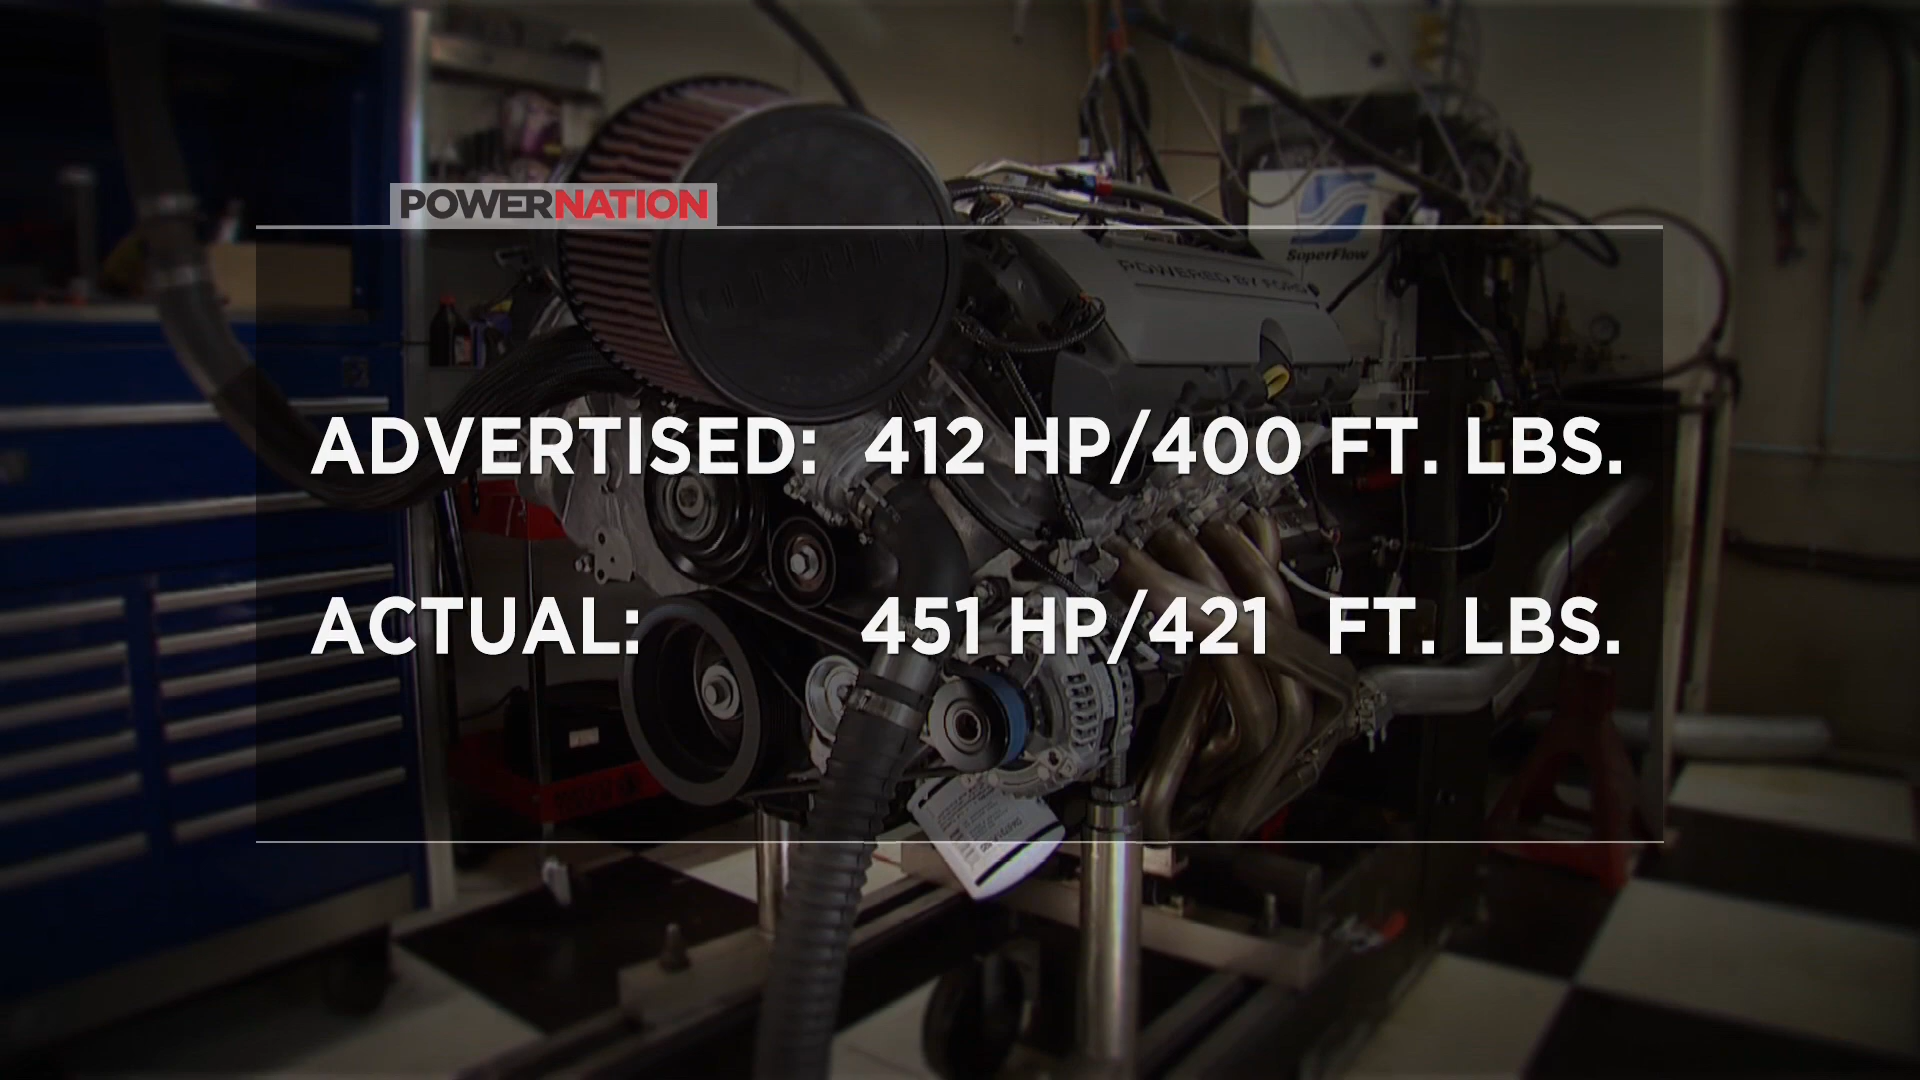 POWERNATION
SuperFlow
POWERED BY FORD
ADVERTISED: 412 HP/400 FT. LBS.
ACTUAL: 451 HP/421 FT. LBS.